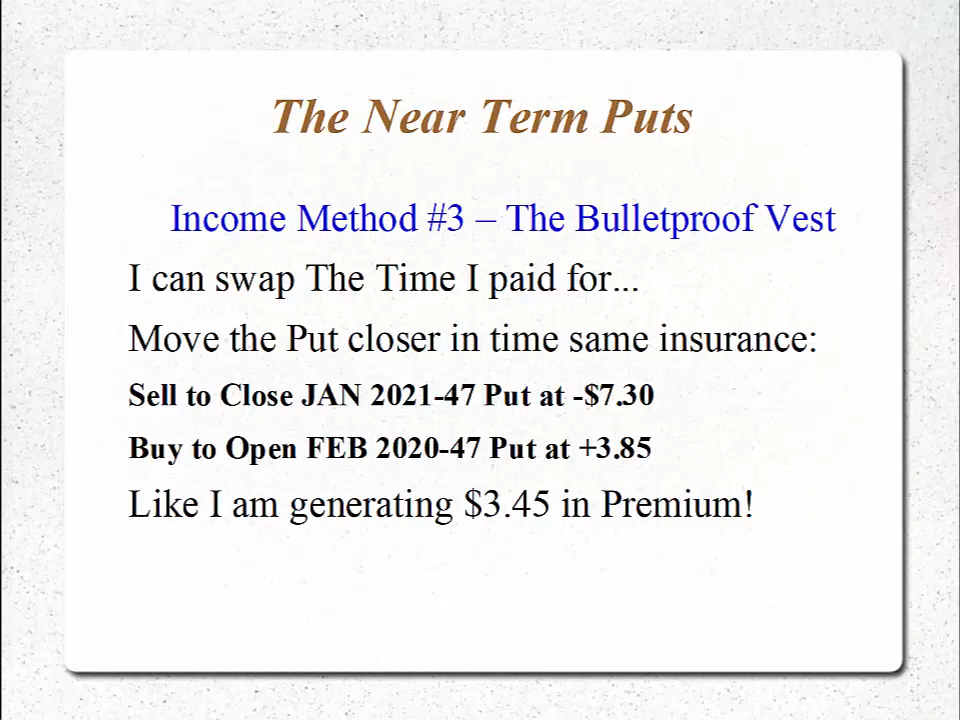 The Near Term Puts
Income Method #3 – The Bulletproof Vest
I can swap The Time I paid for...
Move the Put closer in time same insurance:
Sell to Close JAN 2021-47 Put at -$7.30
Buy to Open FEB 2020-47 Put at +3.85
Like I am generating $3.45 in Premium!